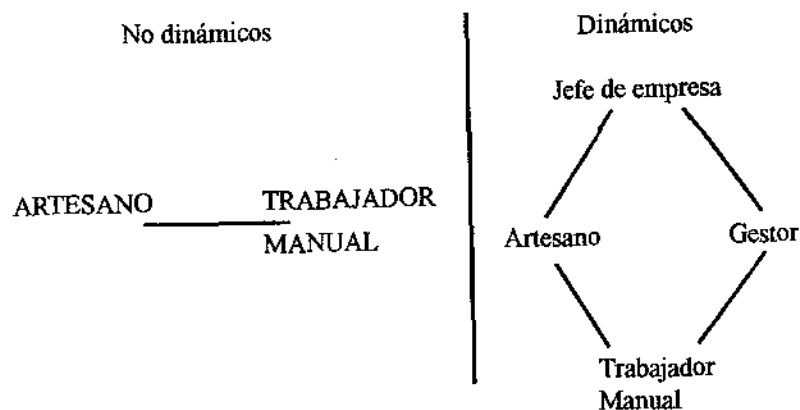 No dinámicos
ARTESANO
TRABAJADOR
MANUAL
Dinámicos
Jefe de empresa
Artesano
Gestor
Trabajador
Manual